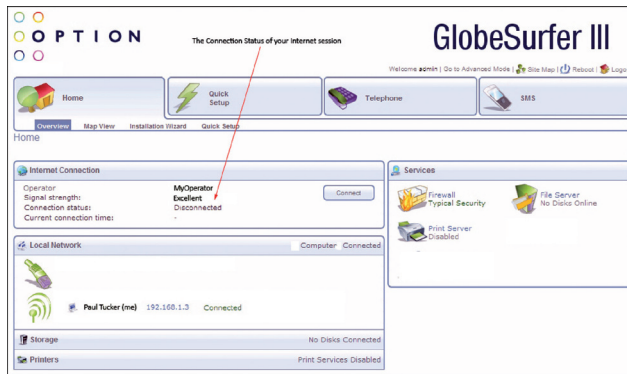 OPTION
The Connection Status of your Internet session
GlobeSurfer III
Welcome admin | Go to Advanced Mode | Site Map | Reboot | Logo
Home
Quick Setup
Telephone
SMS
Overview Map View Installation Wizard Quick Setup
Home
Internet Connection
Operator MyOperator
Signal strength: Excellent
Connection status: Disconnected
Current connection time: -
Connect
Local Network Computer Connected
Paul Tucker (me) 192.168.1.3 Connected
Storage No Disks Connected
Printers Print Services Disabled
Services
Firewall
Typical Security
File Server
No Disks Online
Print Server
Disabled